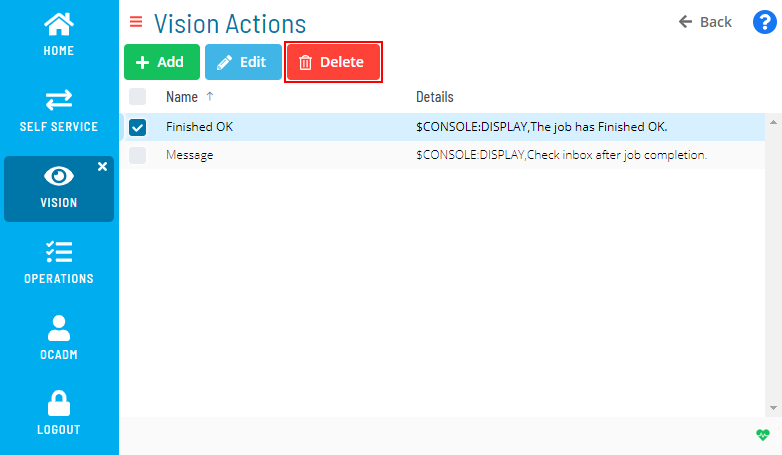 HOME
SELF SERVICE
VISION
OPERATIONS
OCADM
LOGOUT
Vision Actions
Back
?
Add
Edit
Delete
Name ↑ Details
Finished OK $CONSOLE:DISPLAY,The job has Finished OK.
Message $CONSOLE:DISPLAY,Check inbox after job completion.